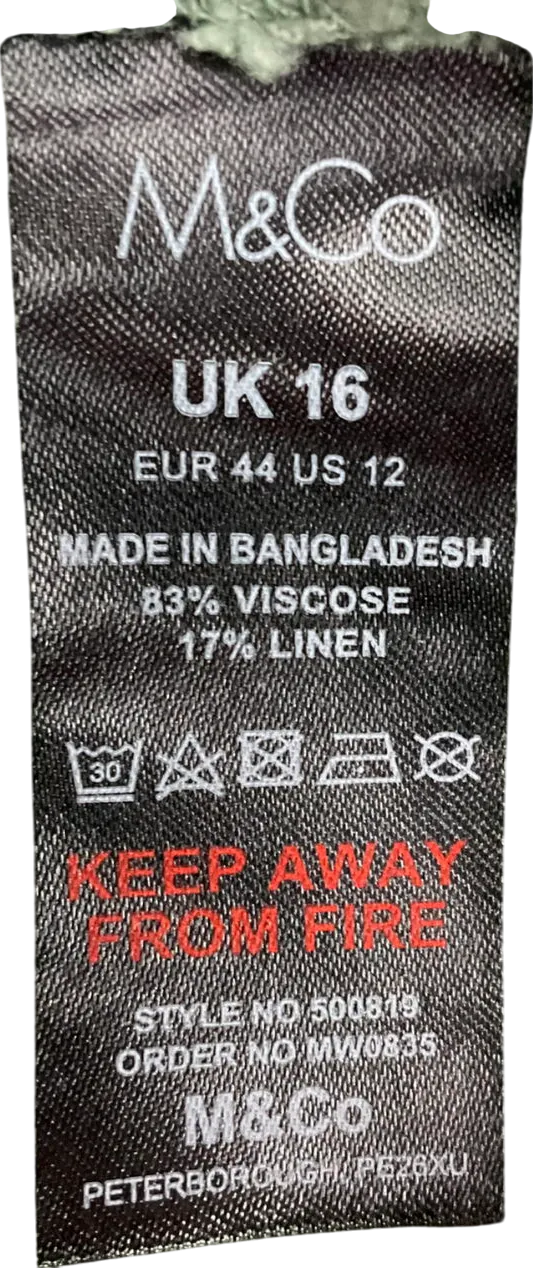 M&Co
UK 16
EUR 44 US 12
MADE IN BANGLADESH
83% VISCOSE
17% LINEN
30
KEEP AWAY
FROM FIRE
STYLE NO 500819
ORDER NO MW0835
M&Co
PETERBOROUGH, PE26XU